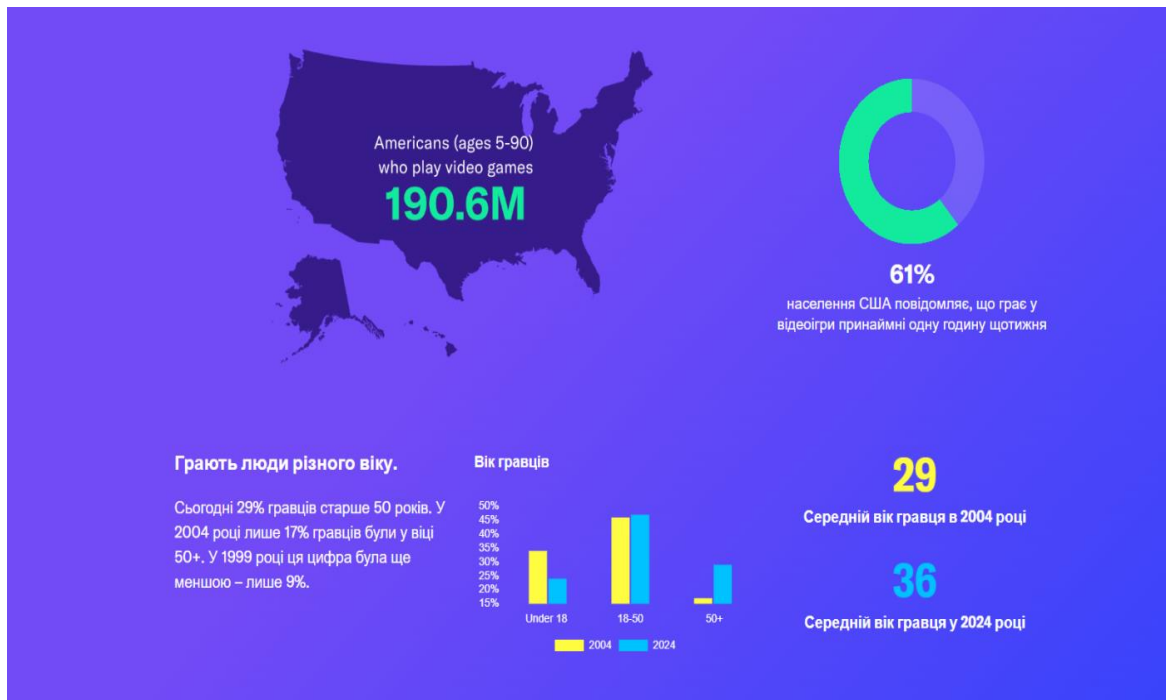 Americans (ages 5-90)
who play video games
190.6M
61%
населення США повідомляє, що грає у
відеоігри принаймні одну годину щотижня
Грають люди різного віку.
Сьогодні 29% гравців старше 50 років. У
2004 році лише 17% гравців були у віці
50+. У 1999 році ця цифра була ще
меншою – лише 9%.
Вік гравців
50%
45%
40%
35%
30%
25%
20%
15%
Under 18 18-50 50+
2004 2024
29
Середній вік гравця в 2004 році
36
Середній вік гравця у 2024 році